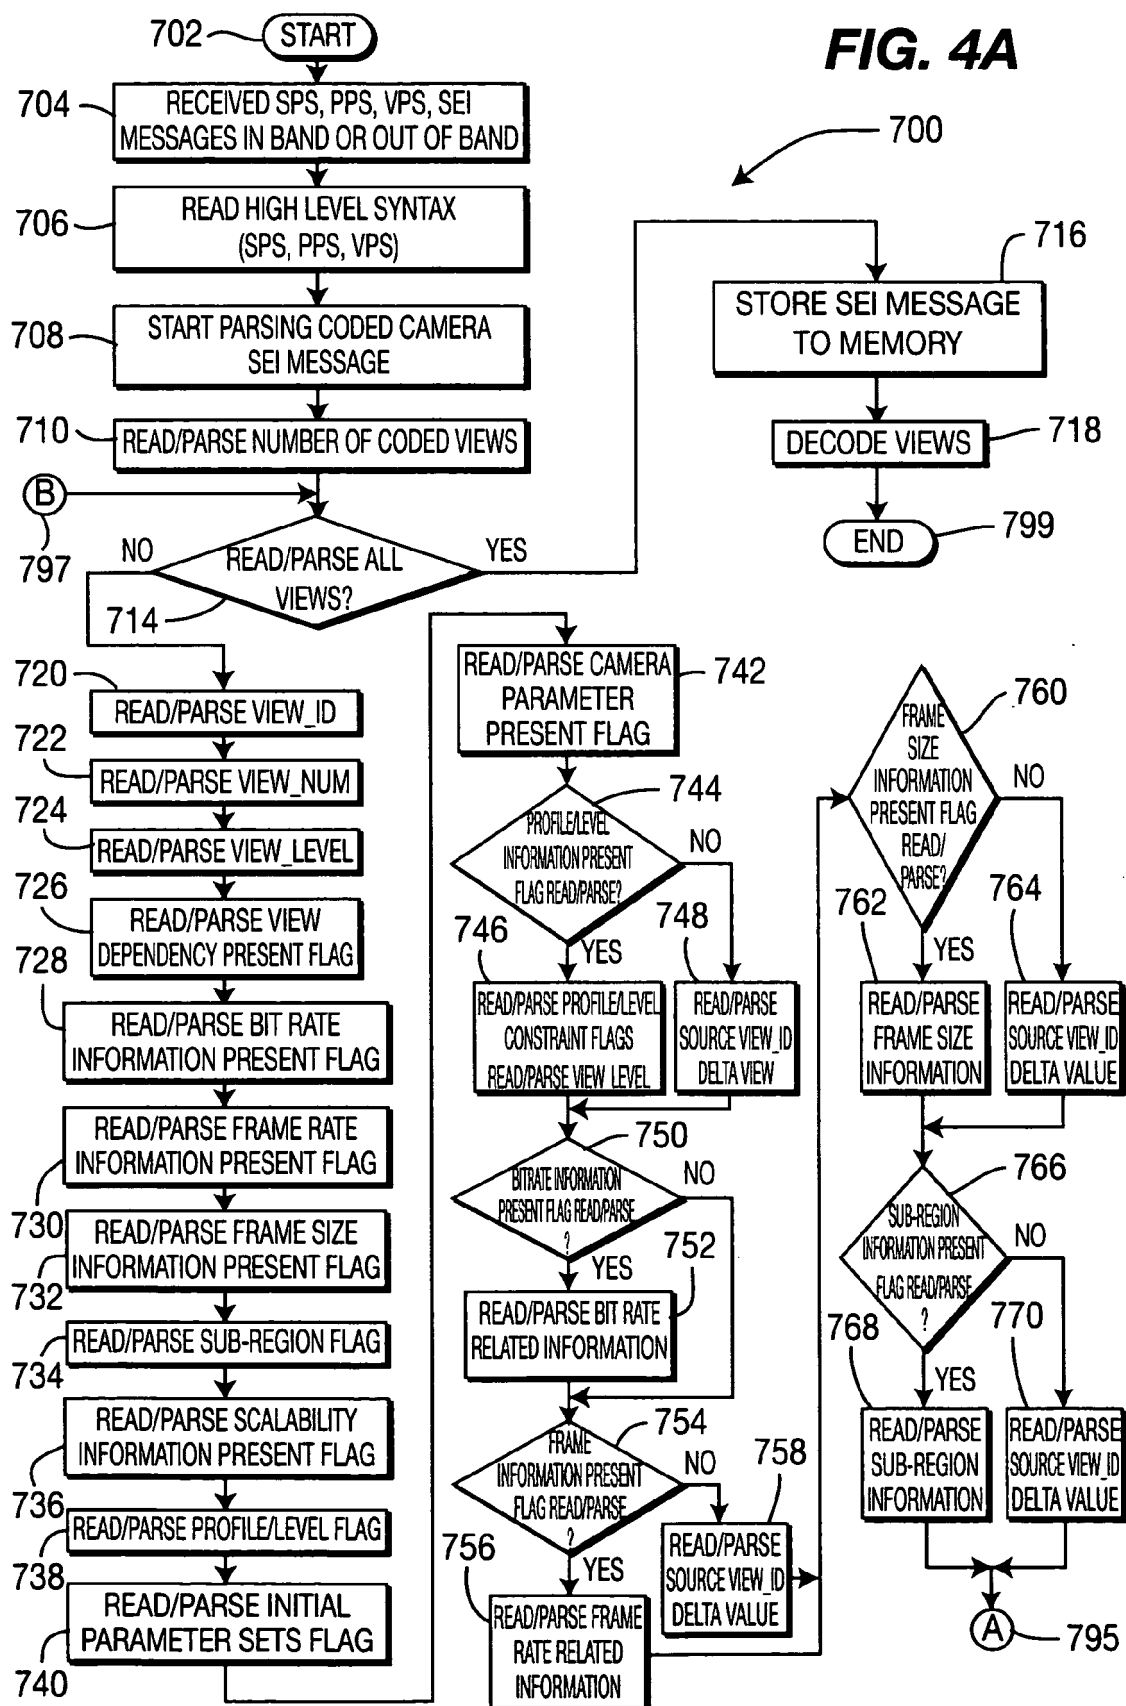 FIG. 4A
702
START
704
RECEIVED SPS, PPS, VPS, SEI
MESSAGES IN BAND OR OUT OF BAND
700
706
READ HIGH LEVEL SYNTAX
(SPS, PPS, VPS)
708
START PARSING CODED CAMERA
SEI MESSAGE
710
READ/PARSE NUMBER OF CODED VIEWS
B
797
NO
READ/PARSE ALL
VIEWS?
YES
714
716
STORE SEI MESSAGE
TO MEMORY
DECODE VIEWS
718
END
799
720
READ/PARSE VIEW_ID
722
READ/PARSE VIEW_NUM
724
READ/PARSE VIEW_LEVEL
726
READ/PARSE VIEW
DEPENDENCY PRESENT FLAG
728
READ/PARSE BIT RATE
INFORMATION PRESENT FLAG
READ/PARSE FRAME RATE
INFORMATION PRESENT FLAG
730
READ/PARSE FRAME SIZE
INFORMATION PRESENT FLAG
732
READ/PARSE SUB-REGION FLAG
734
READ/PARSE SCALABILITY
INFORMATION PRESENT FLAG
736
READ/PARSE PROFILE/LEVEL FLAG
738
READ/PARSE INITIAL
PARAMETER SETS FLAG
740
READ/PARSE CAMERA
PARAMETER
PRESENT FLAG
742
744
PROFILE/LEVEL
INFORMATION PRESENT
FLAG READ/PARSE?
NO
746
YES
748
READ/PARSE PROFILE/LEVEL
CONSTRAINT FLAGS
READ/PARSE VIEW_LEVEL
READ/PARSE
SOURCE VIEW_ID
DELTA VIEW
750
BITRATE INFORMATION
PRESENT FLAG READ/PARSE
?
NO
YES
752
READ/PARSE BIT RATE
RELATED INFORMATION
754
FRAME
INFORMATION PRESENT
FLAG READ/PARSE
?
NO
758
756
YES
READ/PARSE
SOURCE VIEW_ID
DELTA VALUE
READ/PARSE FRAME
RATE RELATED
INFORMATION
760
FRAME
SIZE
INFORMATION
PRESENT FLAG
READ/
PARSE?
NO
762
YES
764
READ/PARSE
FRAME SIZE
INFORMATION
READ/PARSE
SOURCE VIEW_ID
DELTA VALUE
766
SUB-REGION
INFORMATION PRESENT
FLAG READ/PARSE
?
NO
768
YES
770
READ/PARSE
SUB-REGION
INFORMATION
READ/PARSE
SOURCE VIEW_ID
DELTA VALUE
A
795